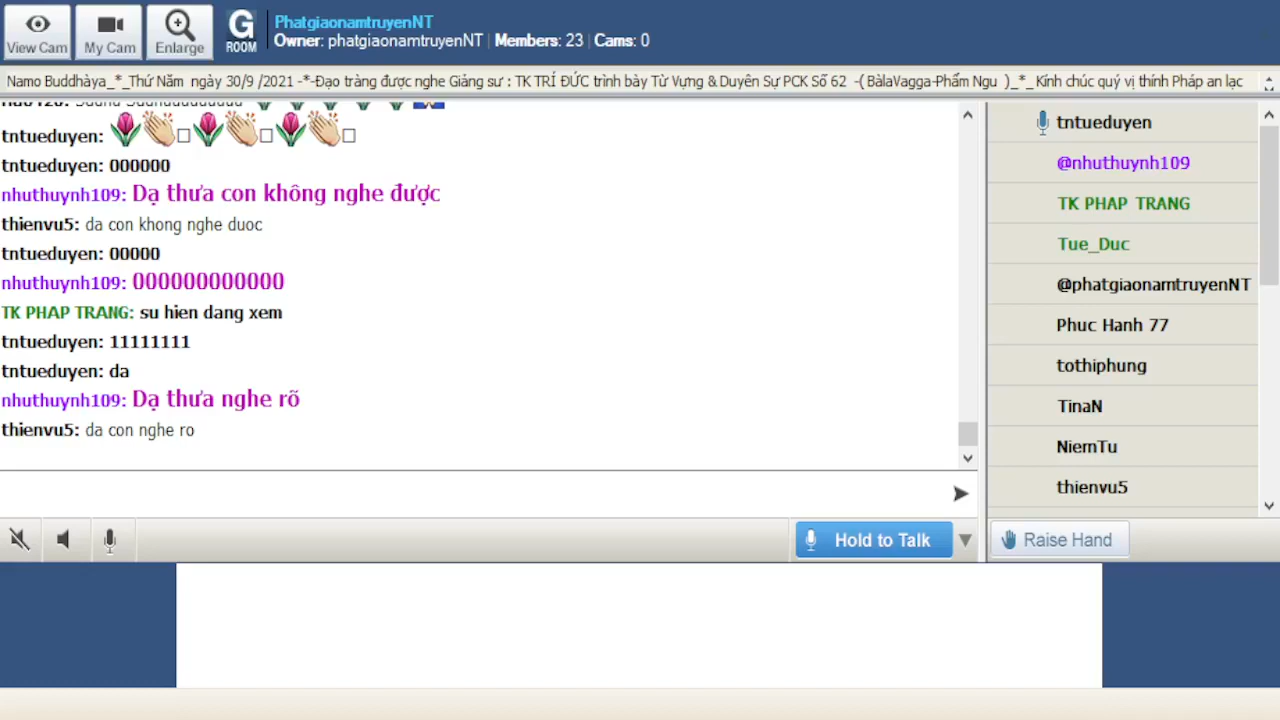 View Cam
My Cam
Enlarge
G
ROOM
PhatgiaonamtruyenNT
Owner: phatgiaonamtruyenNT | Members: 23 | Cams: 0
Namo Buddhàya_*_Thứ Năm ngày 30/9 /2021 -*-Đạo tràng được nghe Giảng sư : TK TRÍ ĐỨC trình bày Từ Vựng & Duyên Sự PCK Số 62 -( BàlaVagga-Phẩm Ngu )_*_ Kính chúc quý vị thính Pháp an lạc
tntueduyen:
tntueduyen: 000000
nhuthuynh109: Dạ thưa con không nghe được
thienvu5: da con khong nghe duoc
tntueduyen: 00000
nhuthuynh109: 000000000000
TK PHAP TRANG: su hien dang xem
tntueduyen: 11111111
tntueduyen: da
nhuthuynh109: Dạ thưa nghe rõ
thienvu5: da con nghe ro
Hold to Talk
tntueduyen
@nhuthuynh109
TK PHAP TRANG
Tue_Duc
@phatgiaonamtruyenNT
Phuc Hanh 77
tothiphung
TinaN
NiemTu
thienvu5
Raise Hand